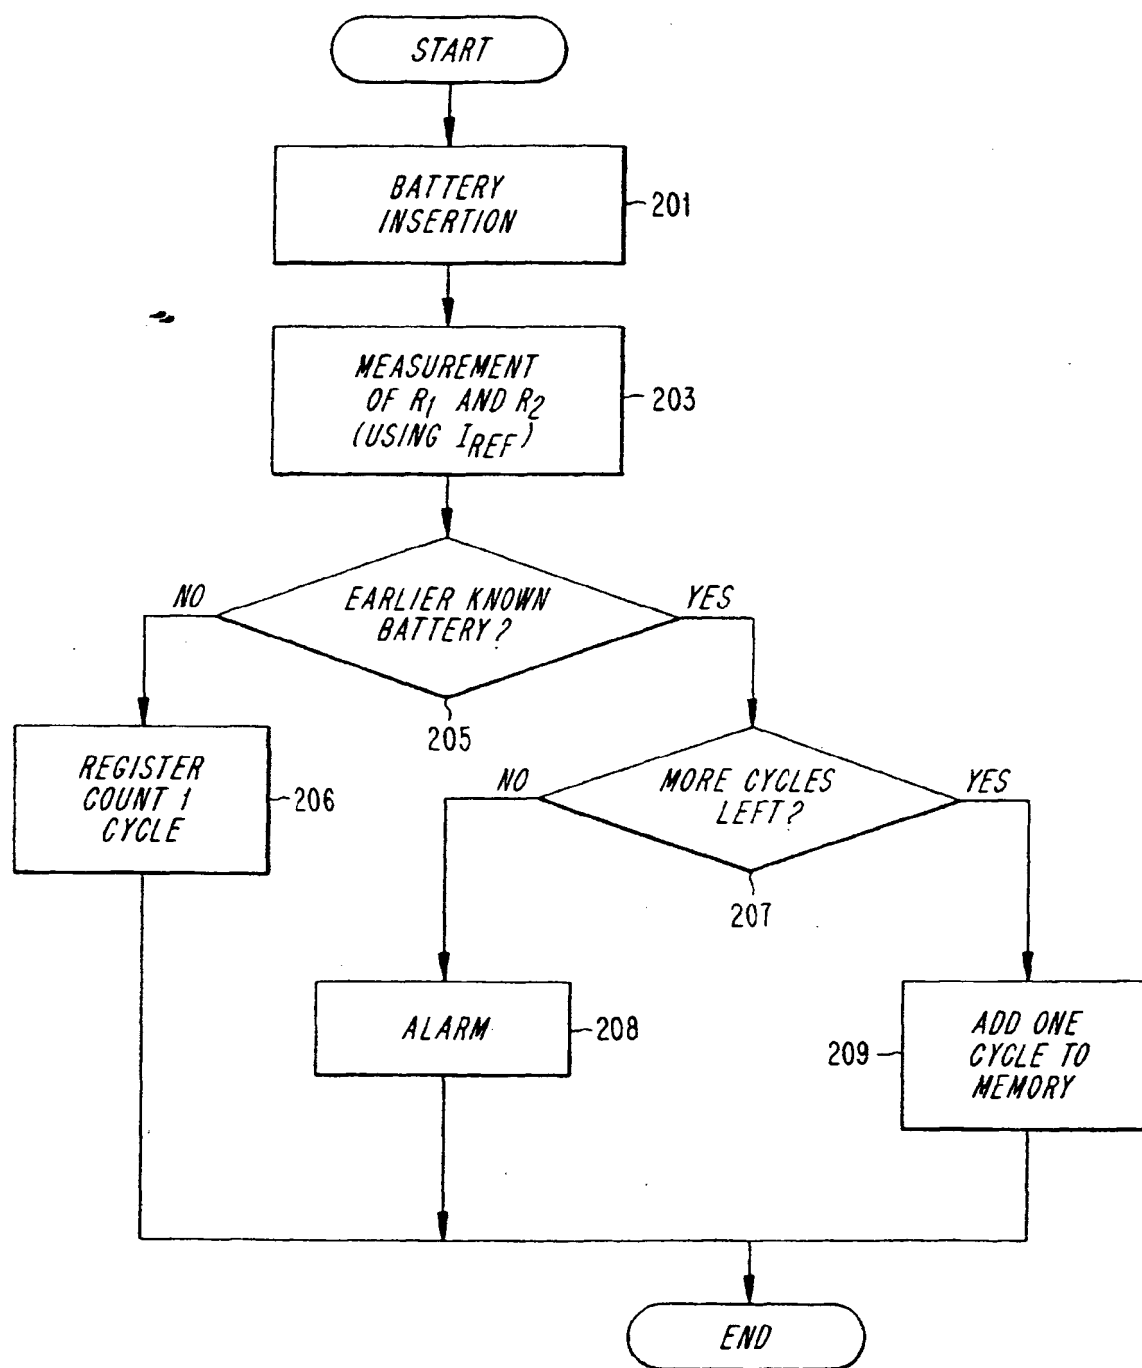 START
BATTERY
INSERTION
201
MEASUREMENT
OF R₁ AND R₂
(USING I_REF)
203
NO
EARLIER KNOWN
BATTERY?
YES
205
REGISTER
COUNT 1
CYCLE
206
NO
MORE CYCLES
LEFT?
YES
207
ALARM
208
209
ADD ONE
CYCLE TO
MEMORY
END